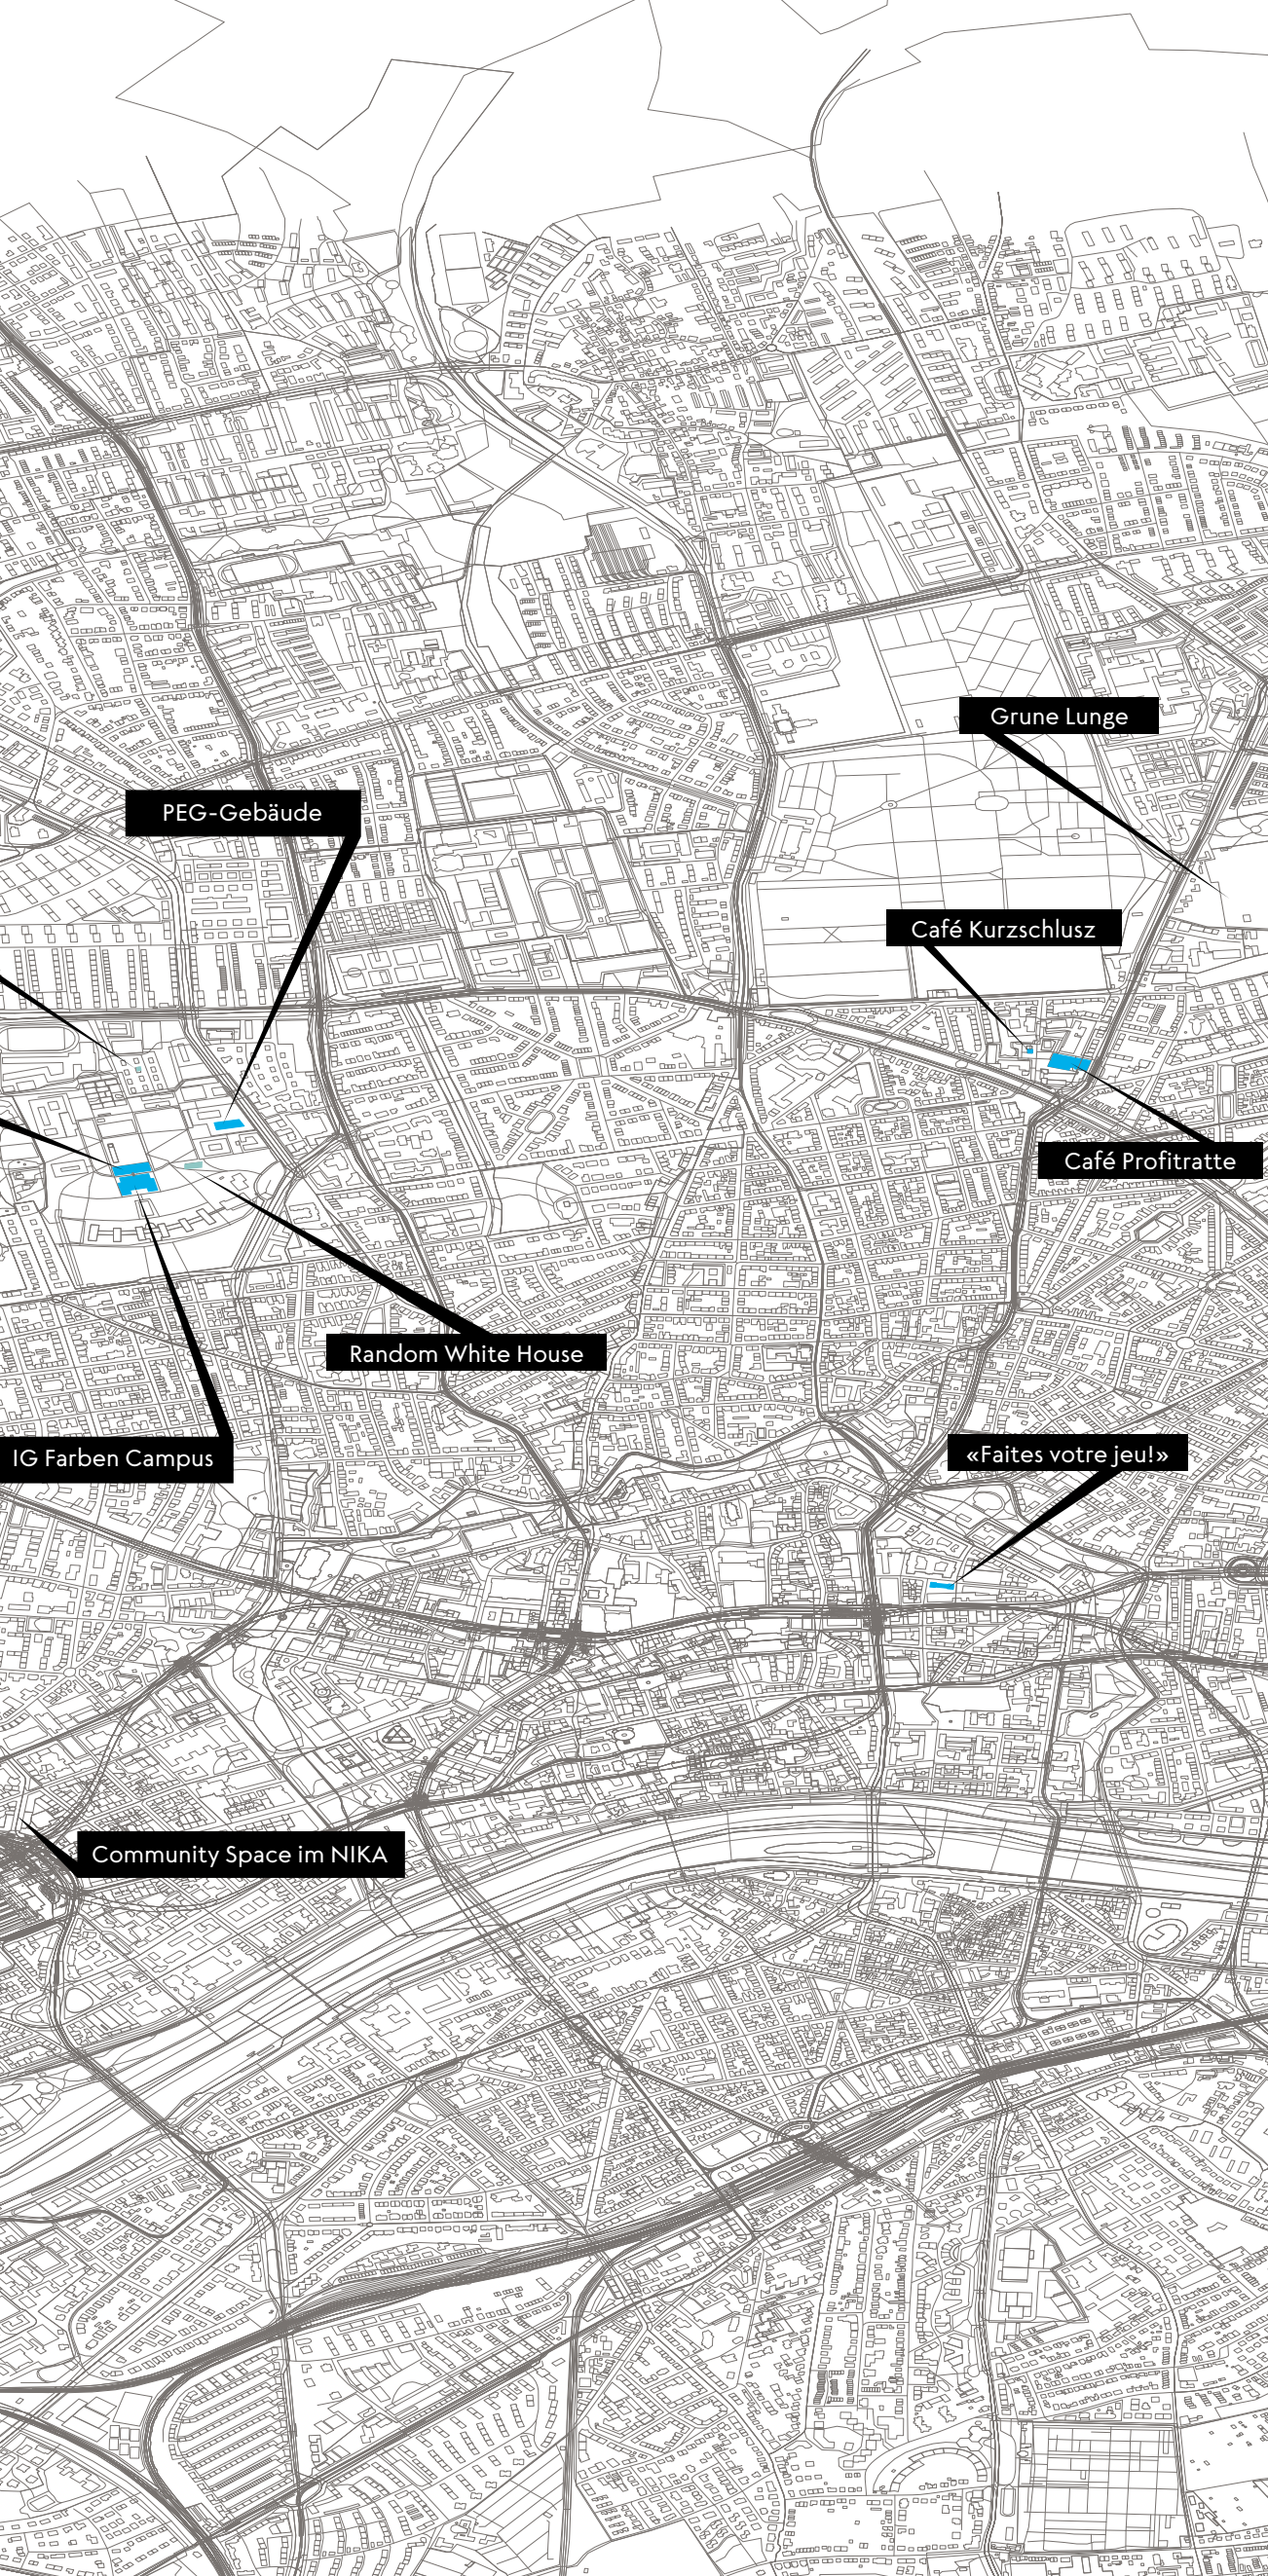 Grune Lunge
PEG-Gebäude
Café Kurzschlusz
Café Profitratte
Random White House
IG Farben Campus
«Faites votre jeu!»
Community Space im NIKA